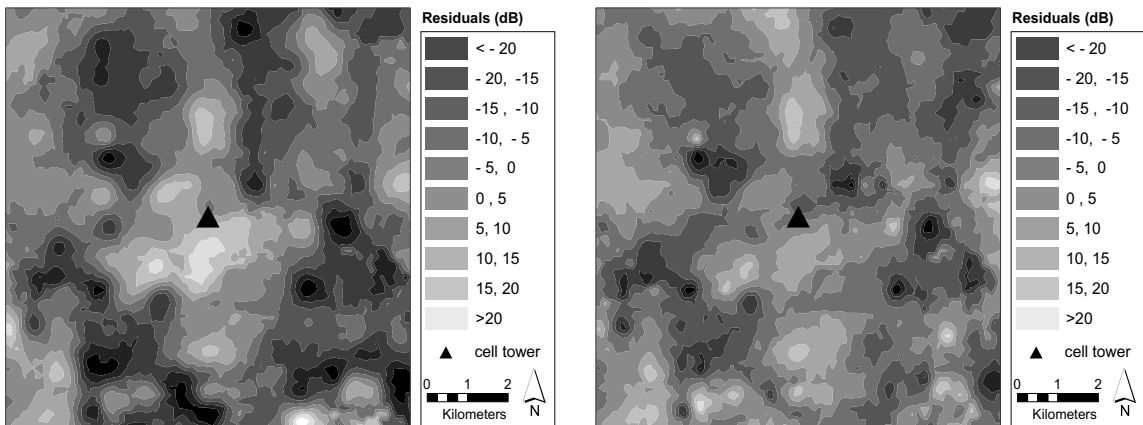 Residuals (dB)
< - 20
- 20, -15
-15, -10
-10, - 5
- 5, 0
0 , 5
5, 10
10, 15
15, 20
>20
cell tower
0 1 2
Kilometers
N
Residuals (dB)
< - 20
- 20, -15
-15, -10
-10, - 5
- 5, 0
0 , 5
5, 10
10, 15
15, 20
>20
cell tower
0 1 2
Kilometers
N